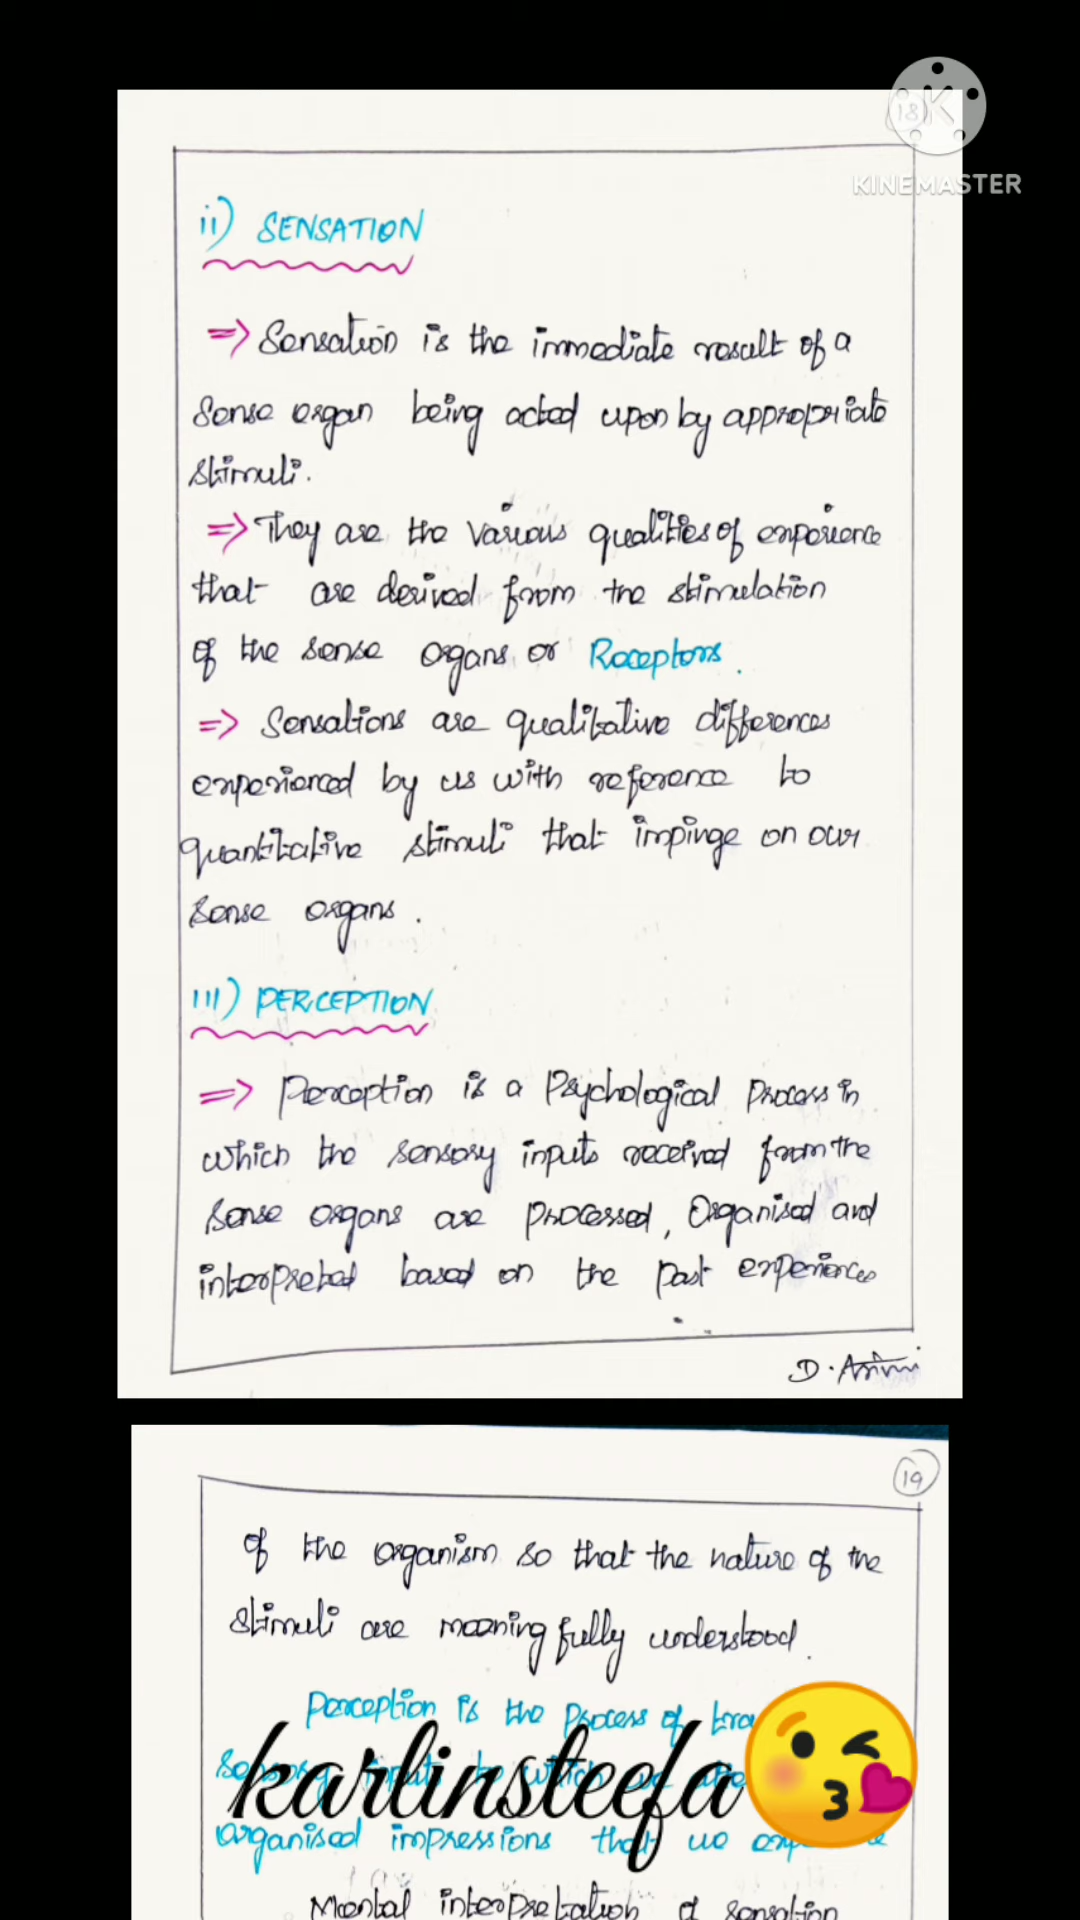 18
KINEMASTER
ii) SENSATION
=> Sensation is the immediate result of a
sense organ being acted upon by appropriate
stimuli.
=> They are the various qualities of experience
that are derived from the stimulation
of the sense organs or Receptors.
=> Sensations are qualitative differences
experienced by us with reference to
quantitative stimuli that impinge on our
sense organs.
iii) PERCEPTION
=> Perception is a Psychological Process in
which the sensory inputs received from the
sense organs are processed, Organised and
interpreted based on the past experiences
D.
19
of the organism so that the nature of the
stimuli are meaningfully understood.
Perception is the process of
karlinsteefa
organised impressions that we
Mental interpretation of sensation